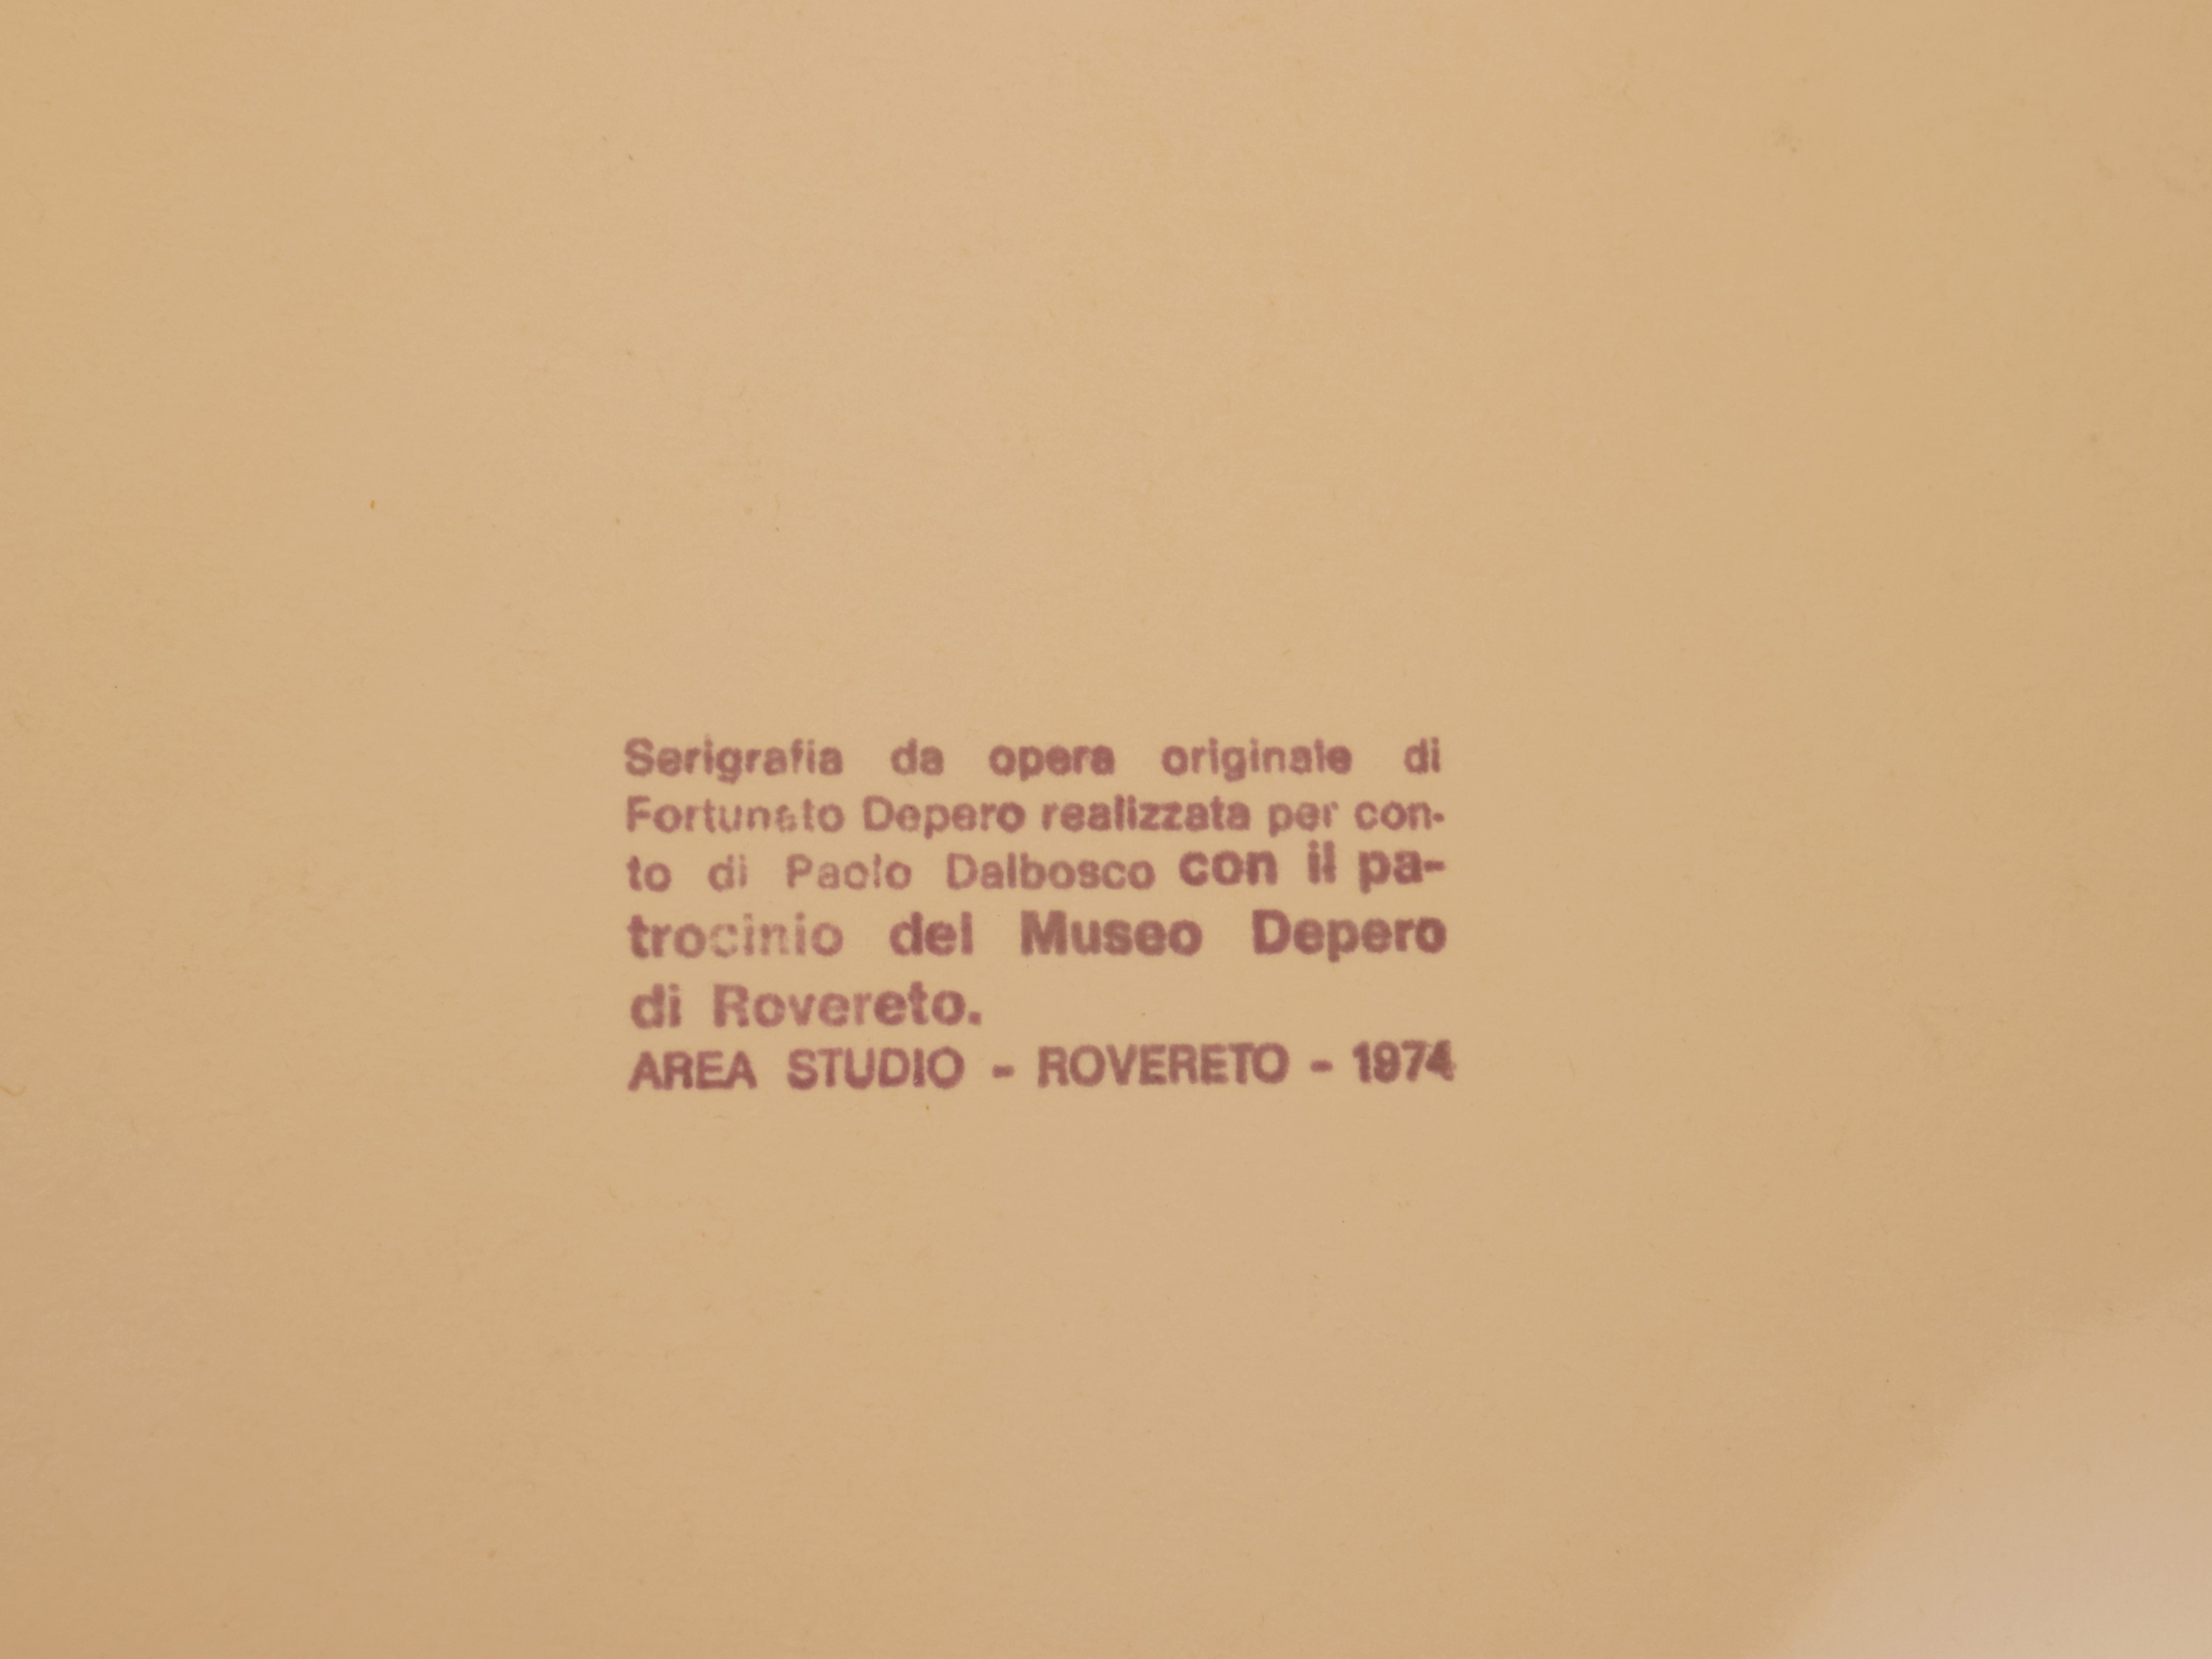 Serigrafia da opera originale di
Fortunato Depero realizzata per con-
to di Paolo Dalbosco con il pa-
trocinio del Museo Depero
di Rovereto.
AREA STUDIO - ROVERETO - 1974